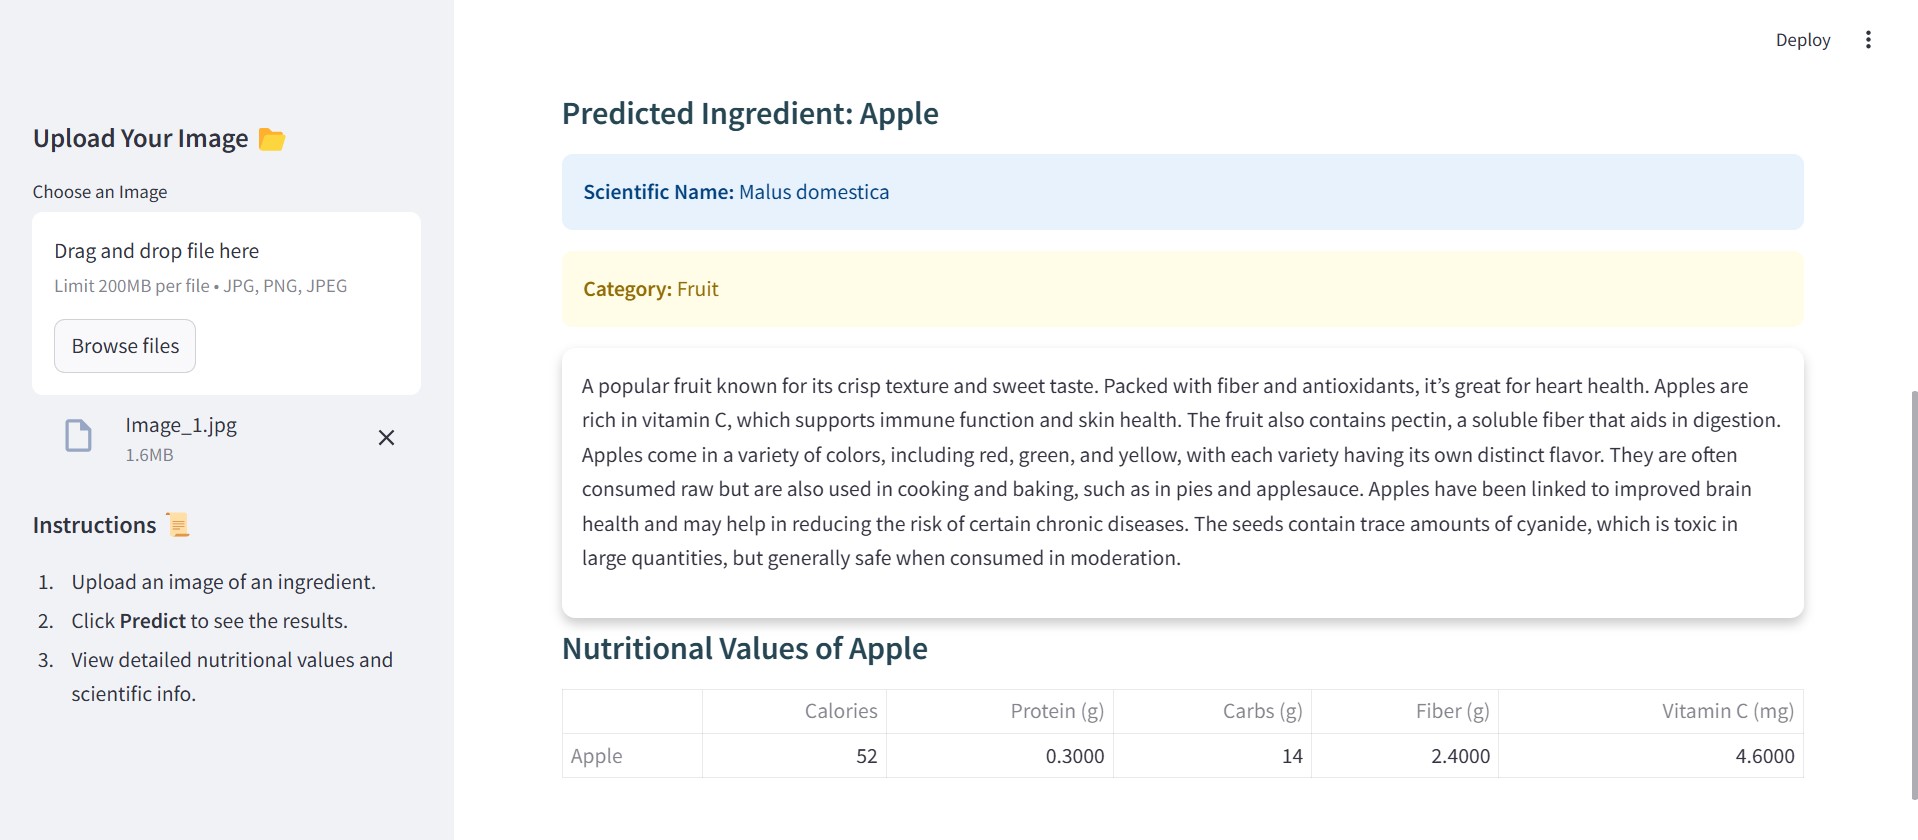 Deploy
Upload Your Image
Choose an Image
Drag and drop file here
Limit 200MB per file • JPG, PNG, JPEG
Browse files
Image_1.jpg
1.6MB
Instructions
1. Upload an image of an ingredient.
2. Click Predict to see the results.
3. View detailed nutritional values and
scientific info.
Predicted Ingredient: Apple
Scientific Name: Malus domestica
Category: Fruit
A popular fruit known for its crisp texture and sweet taste. Packed with fiber and antioxidants, it’s great for heart health. Apples are
rich in vitamin C, which supports immune function and skin health. The fruit also contains pectin, a soluble fiber that aids in digestion.
Apples come in a variety of colors, including red, green, and yellow, with each variety having its own distinct flavor. They are often
consumed raw but are also used in cooking and baking, such as in pies and applesauce. Apples have been linked to improved brain
health and may help in reducing the risk of certain chronic diseases. The seeds contain trace amounts of cyanide, which is toxic in
large quantities, but generally safe when consumed in moderation.
Nutritional Values of Apple
Calories Protein (g) Carbs (g) Fiber (g) Vitamin C (mg)
Apple 52 0.3000 14 2.4000 4.6000